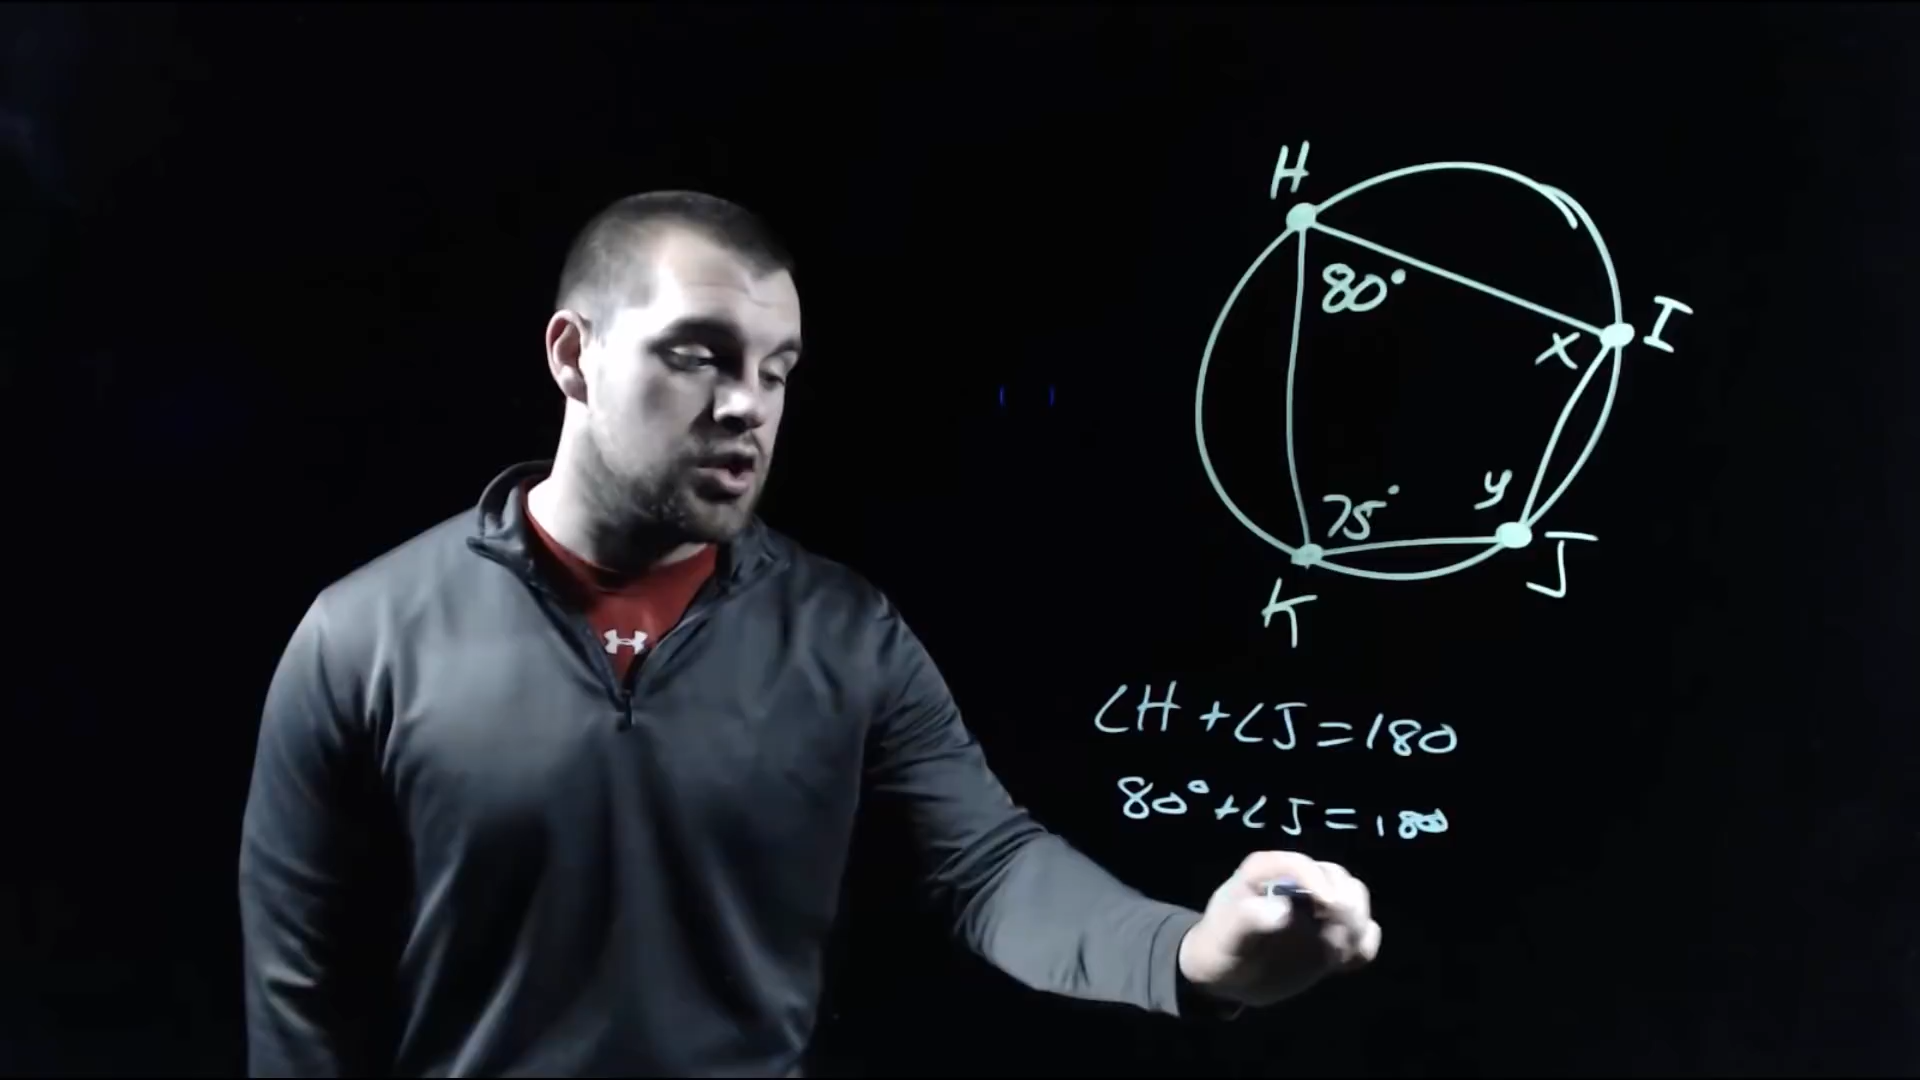 H
80°
x I
y
75°
J
K
∠H + ∠J = 180
80° + ∠J = 180